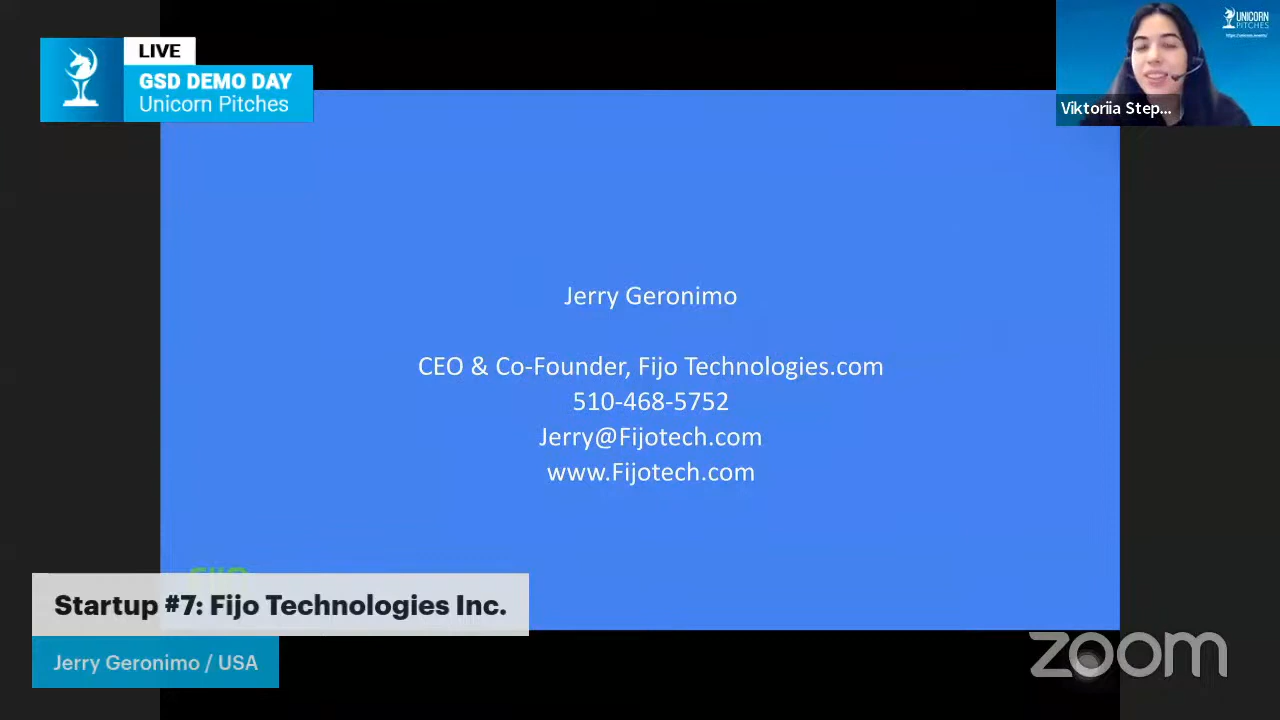 LIVE
GSD DEMO DAY
Unicorn Pitches
UNICORN
PITCHES
Viktoriia Step...
Jerry Geronimo
CEO & Co-Founder, Fijo Technologies.com
510-468-5752
Jerry@Fijotech.com
www.Fijotech.com
Startup #7: Fijo Technologies Inc.
Jerry Geronimo / USA
zoom